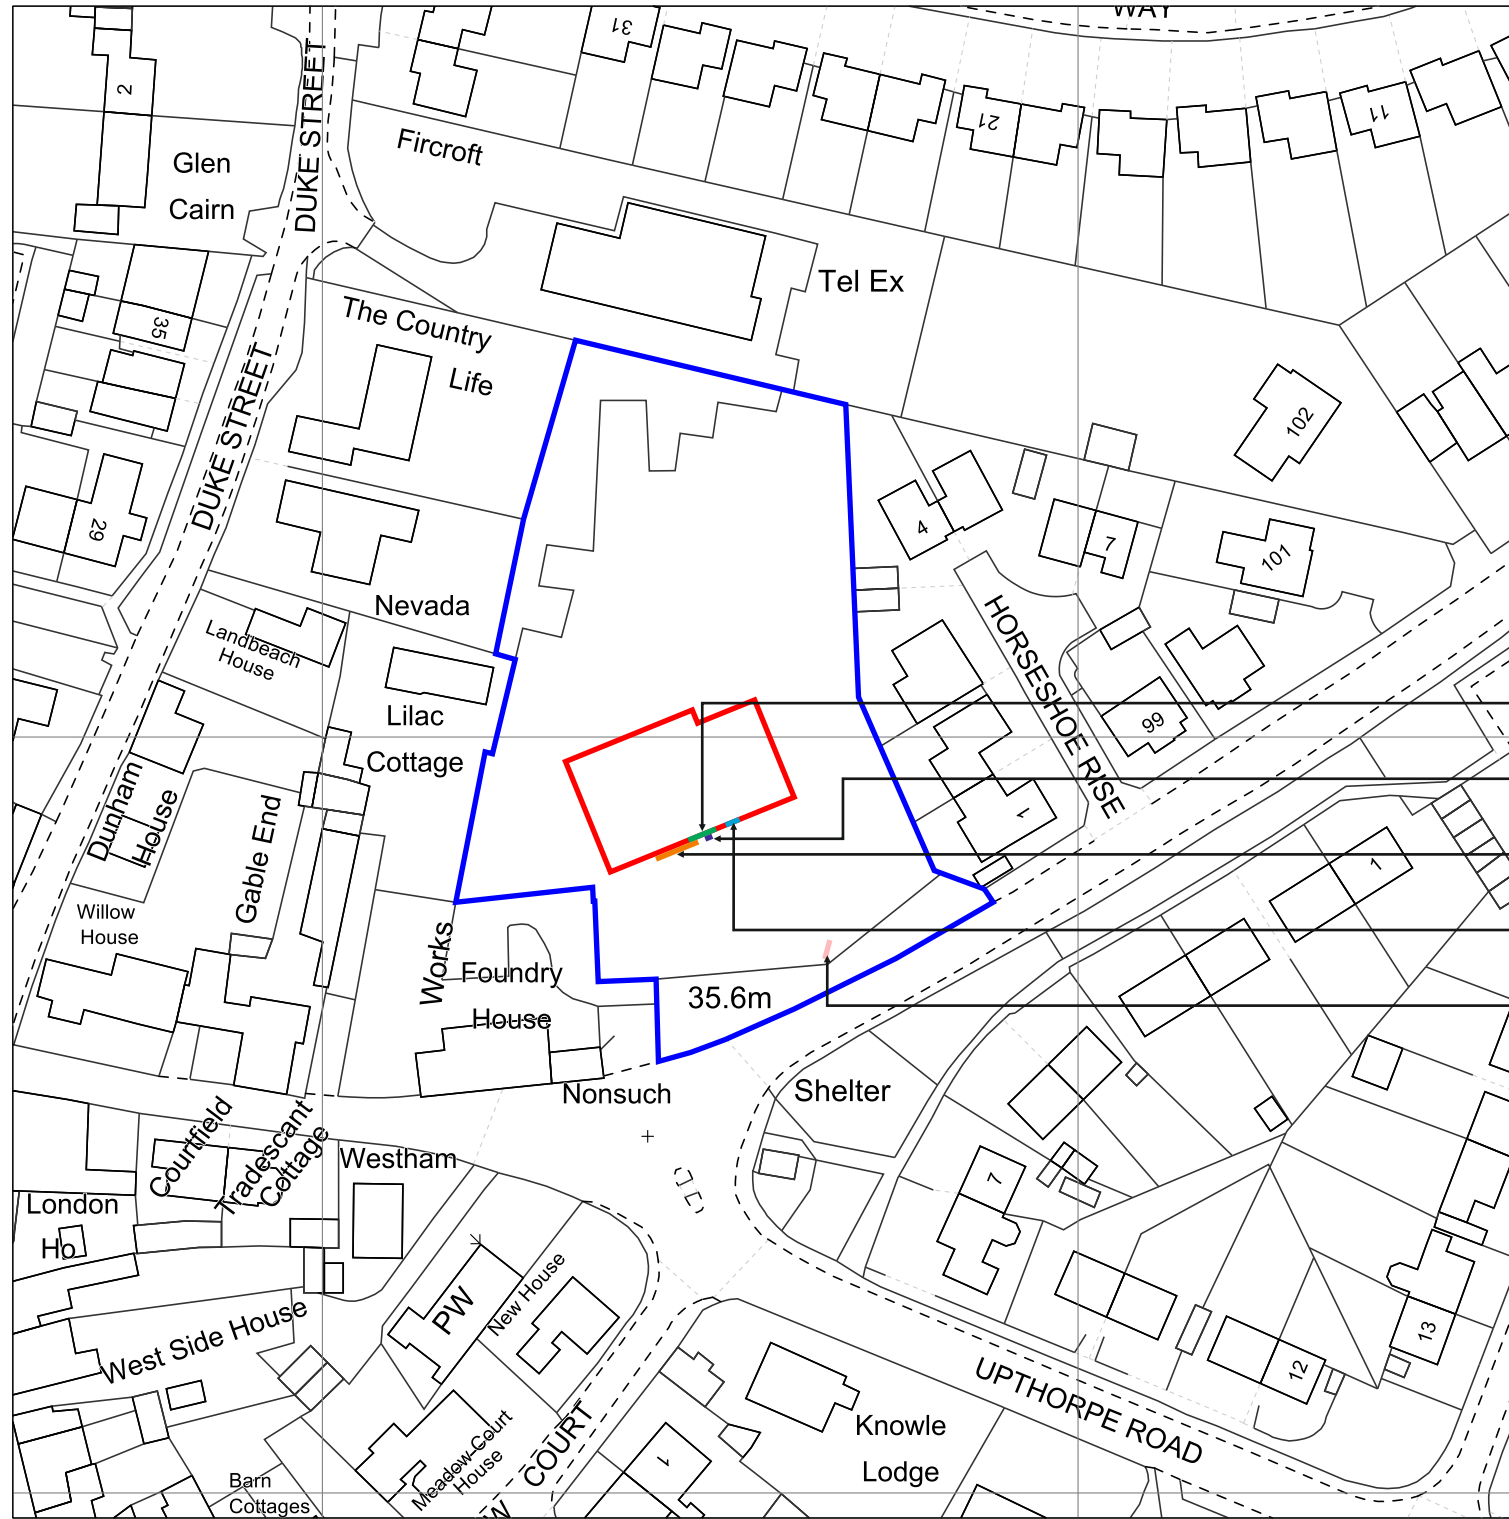 WAY
31
2
DUKE STREET
21
11
Fircroft
Glen
Cairn
Tel Ex
The Country
Life
35
DUKE STREET
102
29
4
7
101
Nevada
Landbeach
House
HORSESHOE RISE
Lilac
Cottage
99
Dunham
House
Gable End
1
1
Willow
House
Works
Foundry
House
35.6m
Nonsuch
Shelter
Courtfield
Tradescant
Cottage
Westham
7
London
Ho
PW
New House
West Side House
13
12
UPTHORPE ROAD
Knowle
Lodge
Meadow Court
House
COURT
W
1
Barn
Cottages